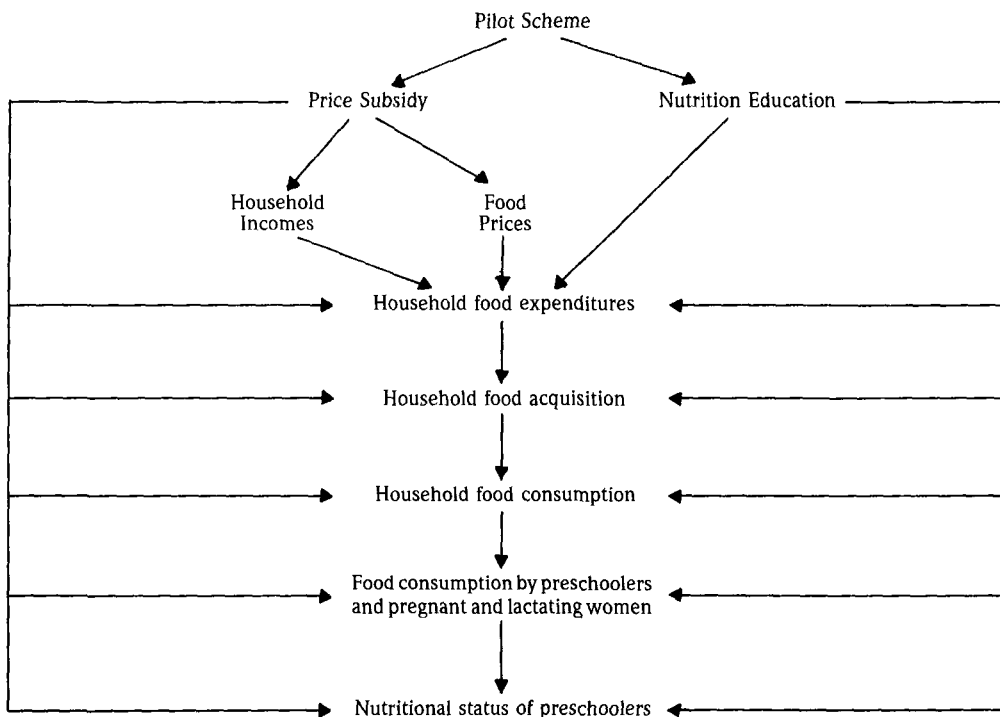 Pilot Scheme
Price Subsidy
Nutrition Education
Household
Incomes
Food
Prices
Household food expenditures
Household food acquisition
Household food consumption
Food consumption by preschoolers
and pregnant and lactating women
Nutritional status of preschoolers